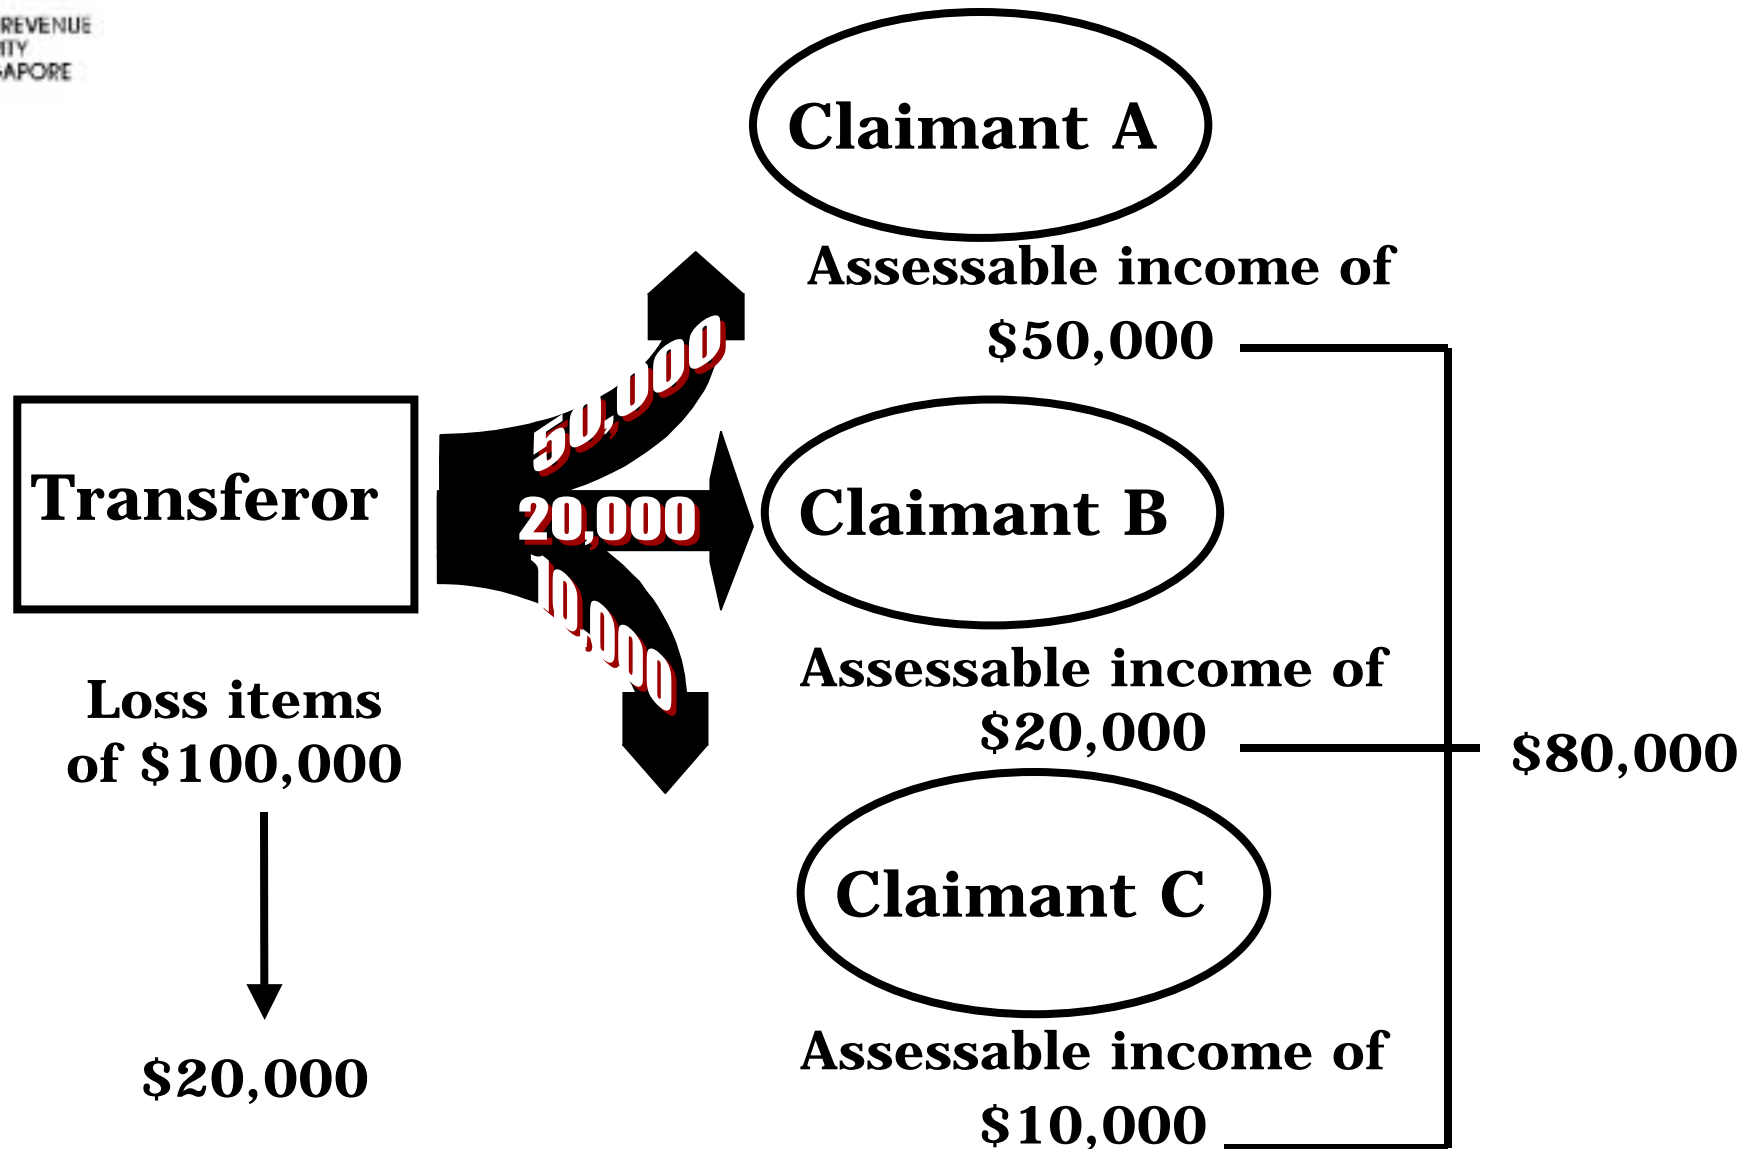 REVENUE
Claimant A
Assessable income of
$50,000
50,000
Transferor
20,000
Claimant B
10,000
Loss items
of $100,000
Assessable income of
$20,000
$80,000
Claimant C
$20,000
Assessable income of
$10,000